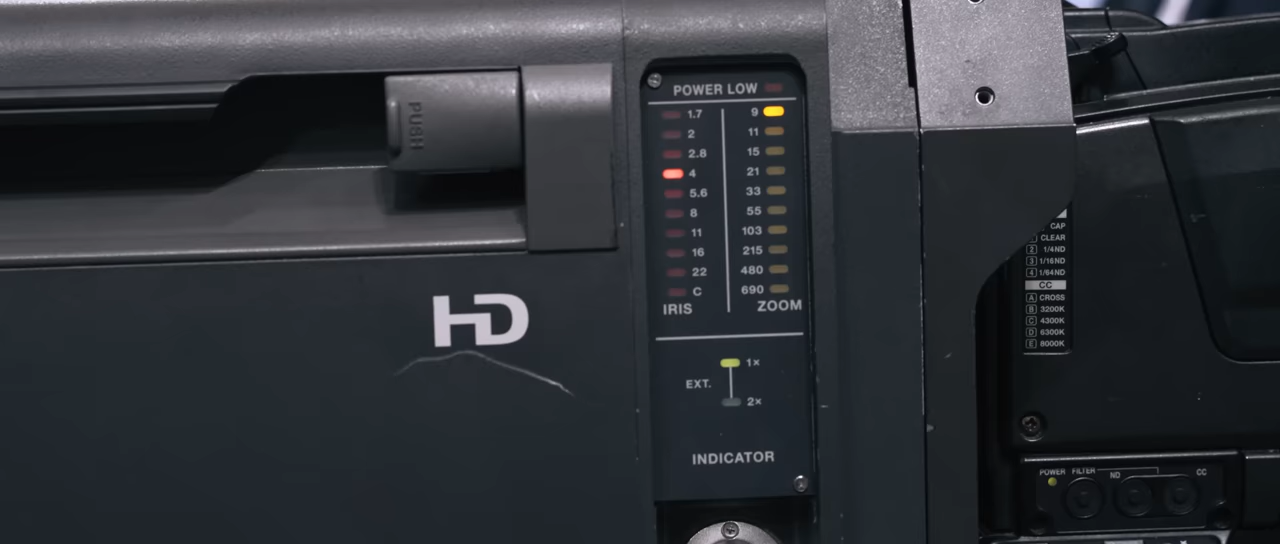 PUSH
HD
POWER LOW
1.7 9
2 11
2.8 15
4 21
5.6 33
8 55
11 103
16 215
22 480
C 690
IRIS ZOOM
1×
EXT.
2×
INDICATOR
CAP
CLEAR
2 1/4ND
3 1/16ND
4 1/64ND
CC
A CROSS
B 3200K
C 4300K
D 6300K
E 8000K
POWER FILTER ND CC